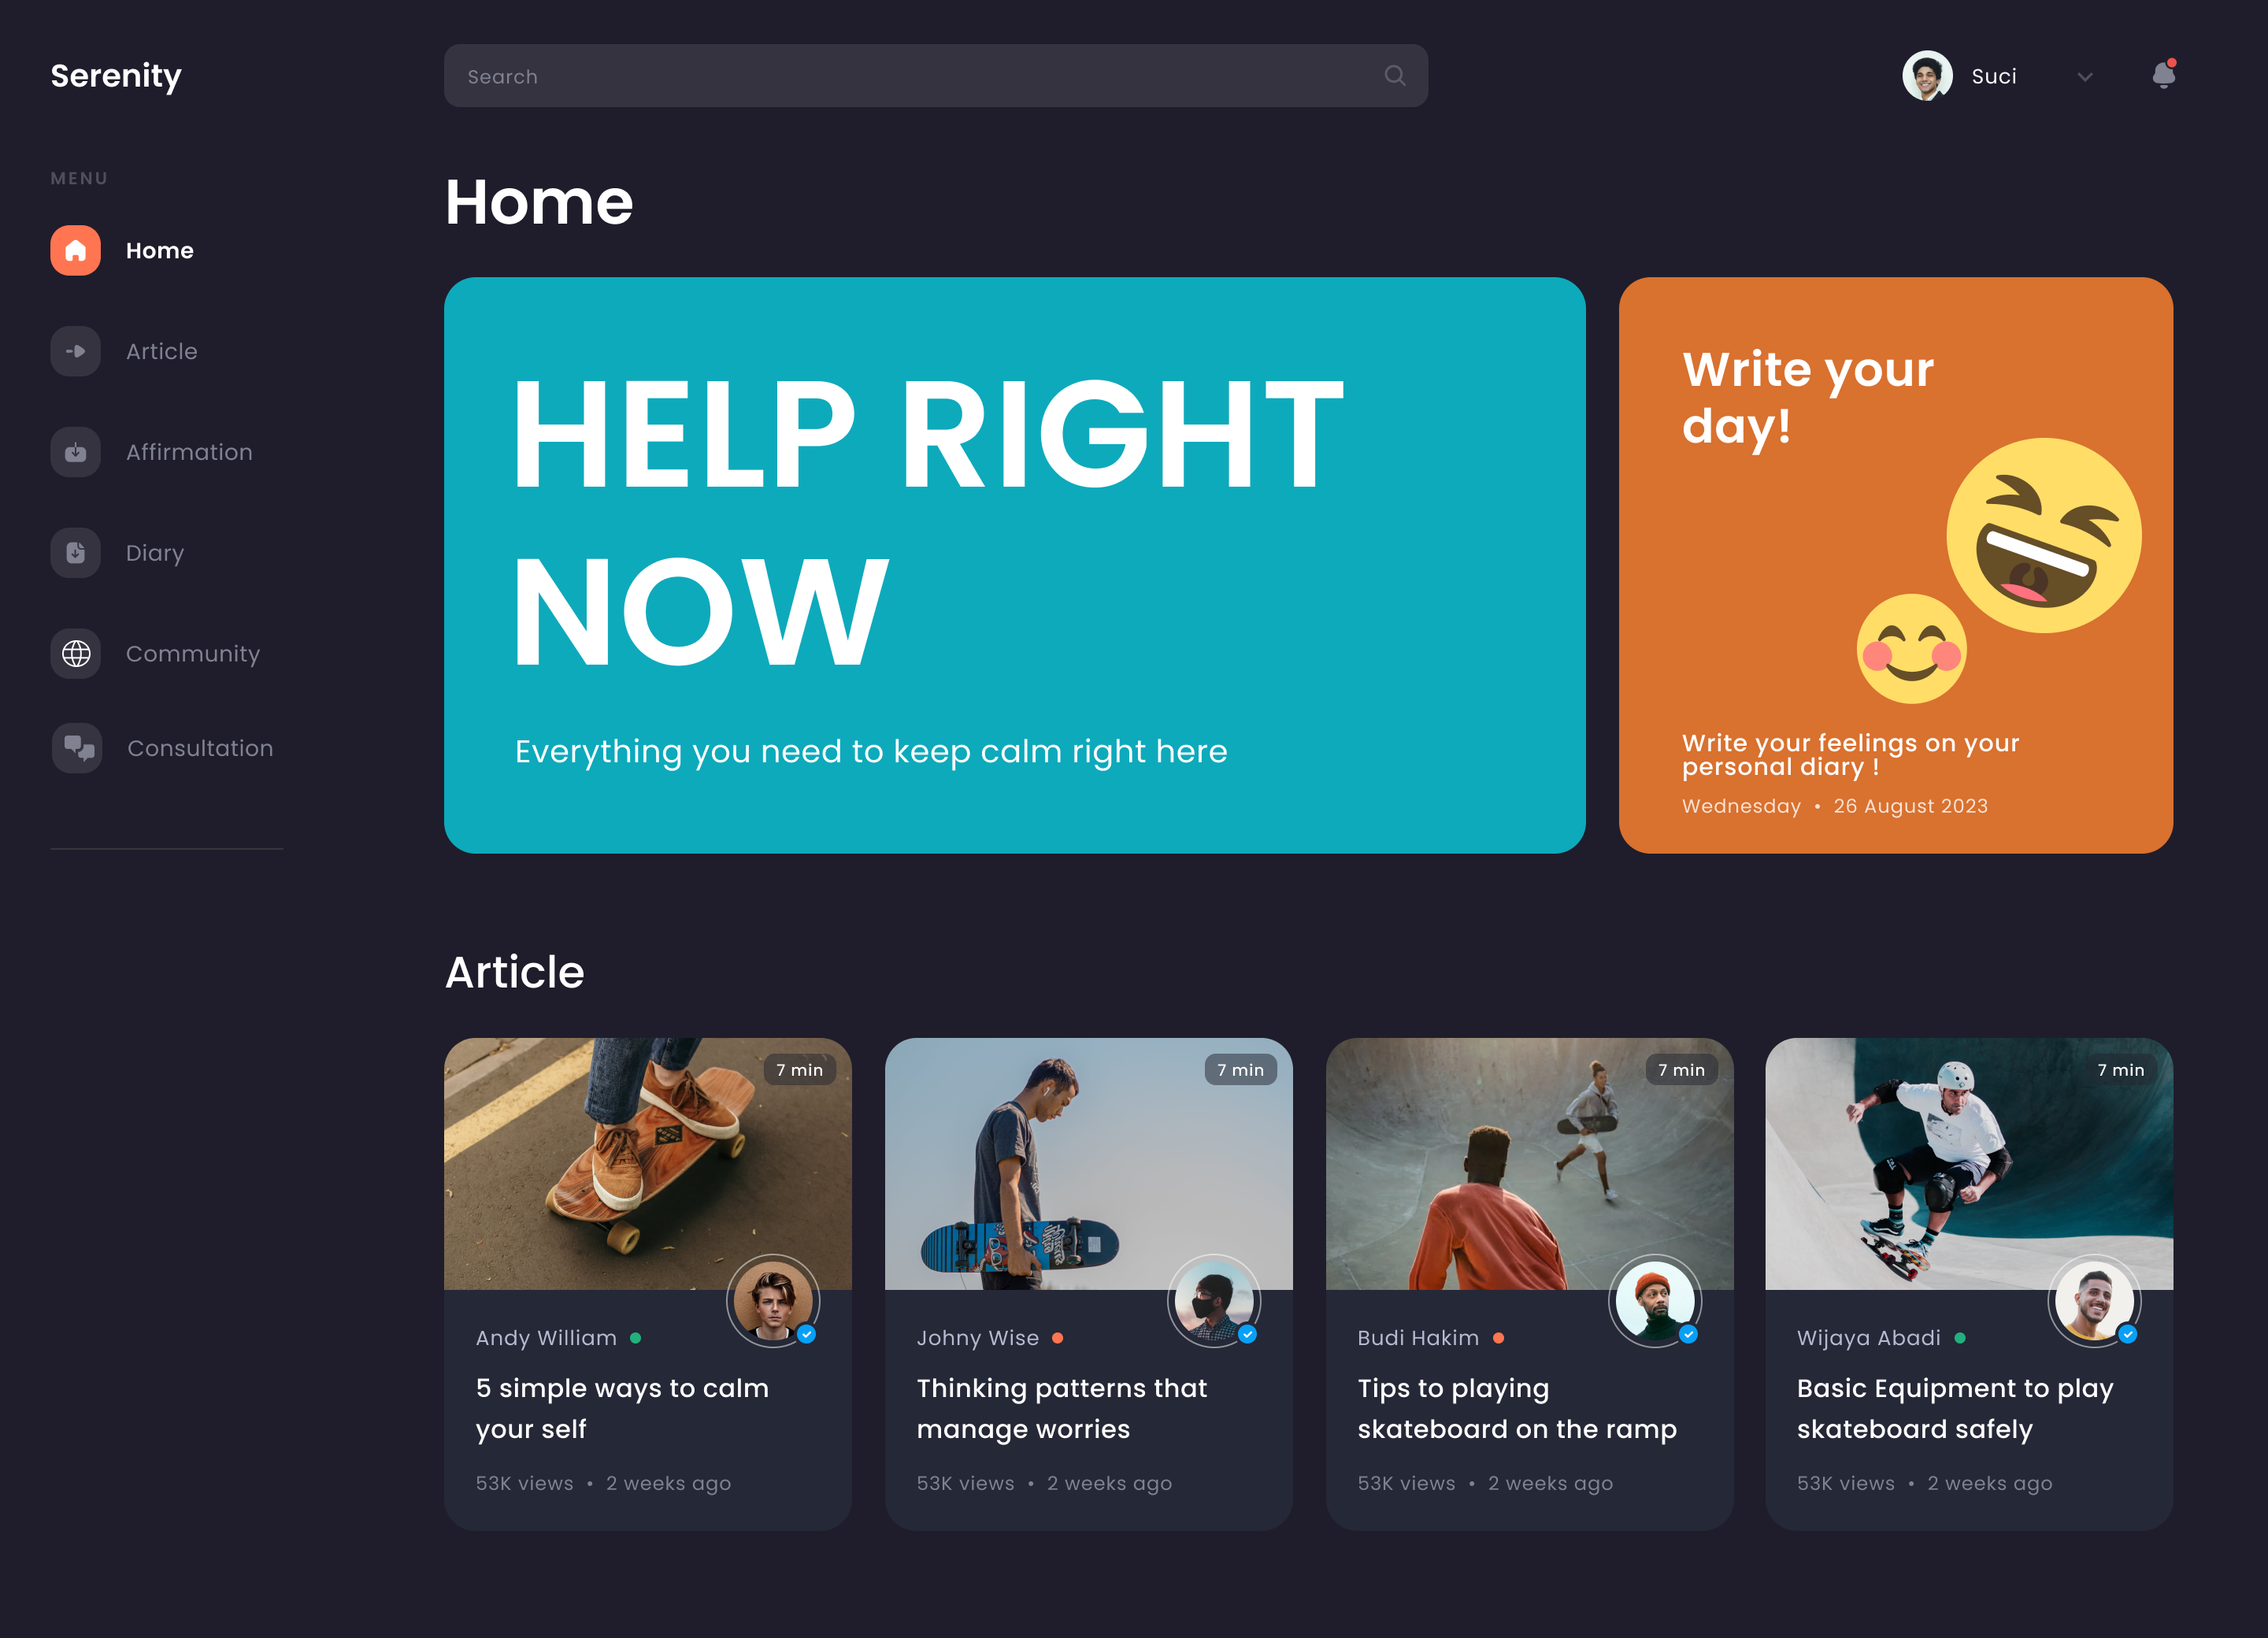 Serenity
Search
Suci
MENU
Home
Article
Affirmation
Diary
Community
Consultation
Home
HELP RIGHT
NOW
Everything you need to keep calm right here
Write your
day!
Write your feelings on your
personal diary !
Wednesday • 26 August 2023
Article
7 min
Andy William
5 simple ways to calm
your self
53K views • 2 weeks ago
7 min
Johny Wise
Thinking patterns that
manage worries
53K views • 2 weeks ago
7 min
Budi Hakim
Tips to playing
skateboard on the ramp
53K views • 2 weeks ago
7 min
Wijaya Abadi
Basic Equipment to play
skateboard safely
53K views • 2 weeks ago